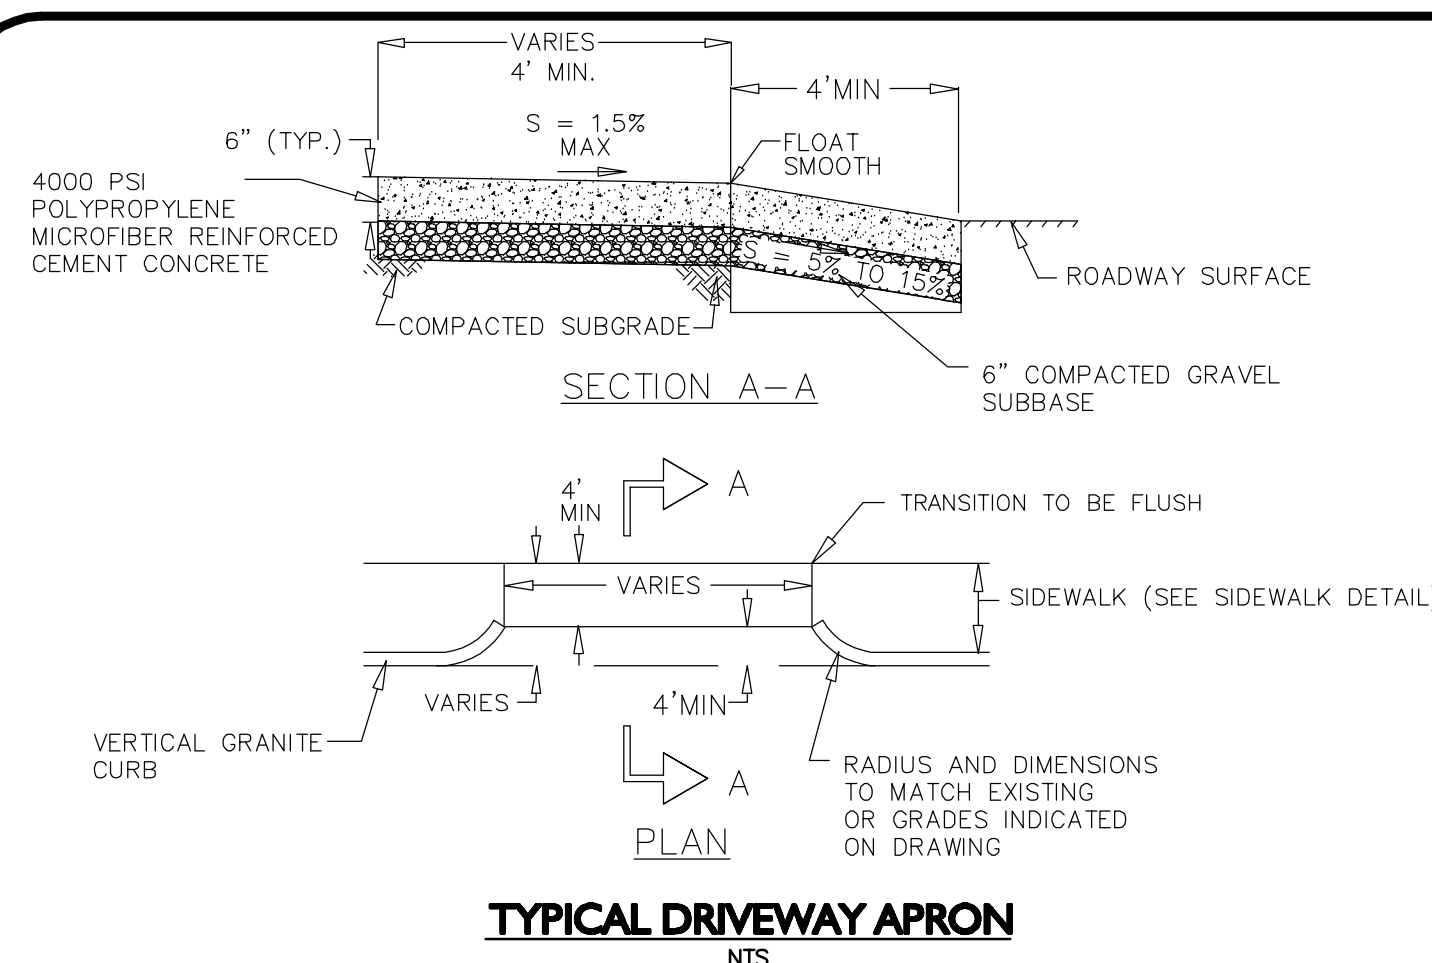 VARIES
4' MIN.
4'MIN
S = 1.5%
MAX
6" (TYP.)
FLOAT
SMOOTH
4000 PSI
POLYPROPYLENE
MICROFIBER REINFORCED
CEMENT CONCRETE
S = 5% TO 15%
ROADWAY SURFACE
COMPACTED SUBGRADE
6" COMPACTED GRAVEL
SUBBASE
SECTION A-A
A
4'
MIN
TRANSITION TO BE FLUSH
VARIES
SIDEWALK (SEE SIDEWALK DETAIL)
VARIES
4'MIN
VERTICAL GRANITE
CURB
A
RADIUS AND DIMENSIONS
TO MATCH EXISTING
OR GRADES INDICATED
ON DRAWING
PLAN
TYPICAL DRIVEWAY APRON
NTS